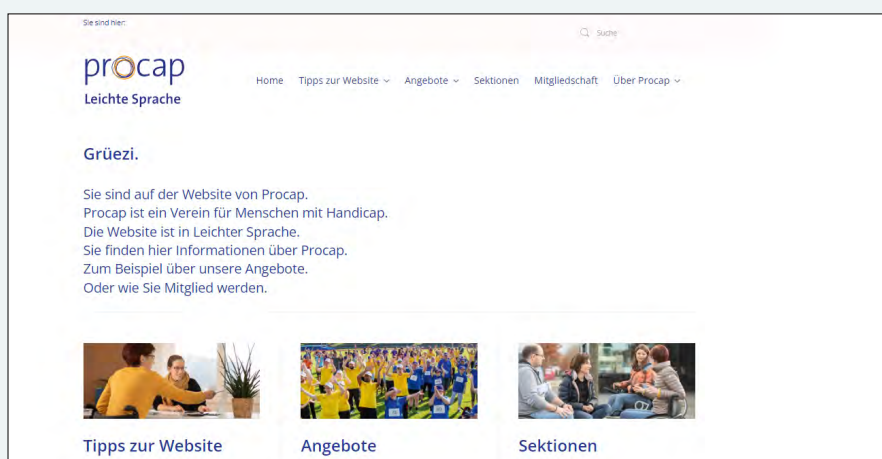 Sie sind hier:
Suche
procap
Leichte Sprache
Home Tipps zur Website Angebote Sektionen Mitgliedschaft Über Procap
Grüezi.
Sie sind auf der Website von Procap.
Procap ist ein Verein für Menschen mit Handicap.
Die Website ist in Leichter Sprache.
Sie finden hier Informationen über Procap.
Zum Beispiel über unsere Angebote.
Oder wie Sie Mitglied werden.
Tipps zur Website Angebote Sektionen